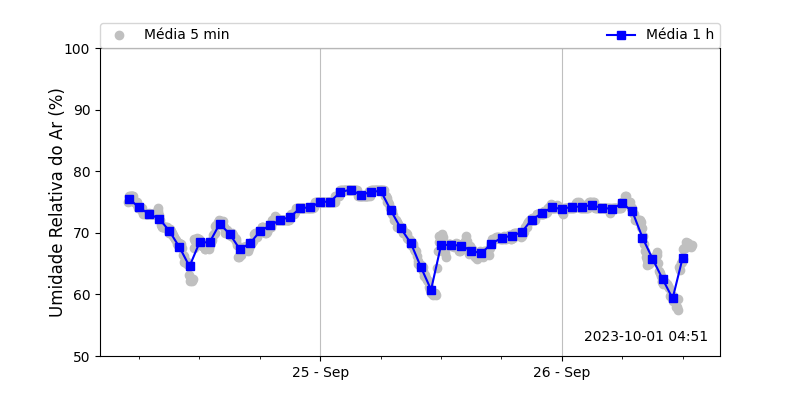 Média 5 min
Média 1 h
Umidade Relativa do Ar (%)
100
90
80
70
60
50
2023-10-01 04:51
25 - Sep
26 - Sep